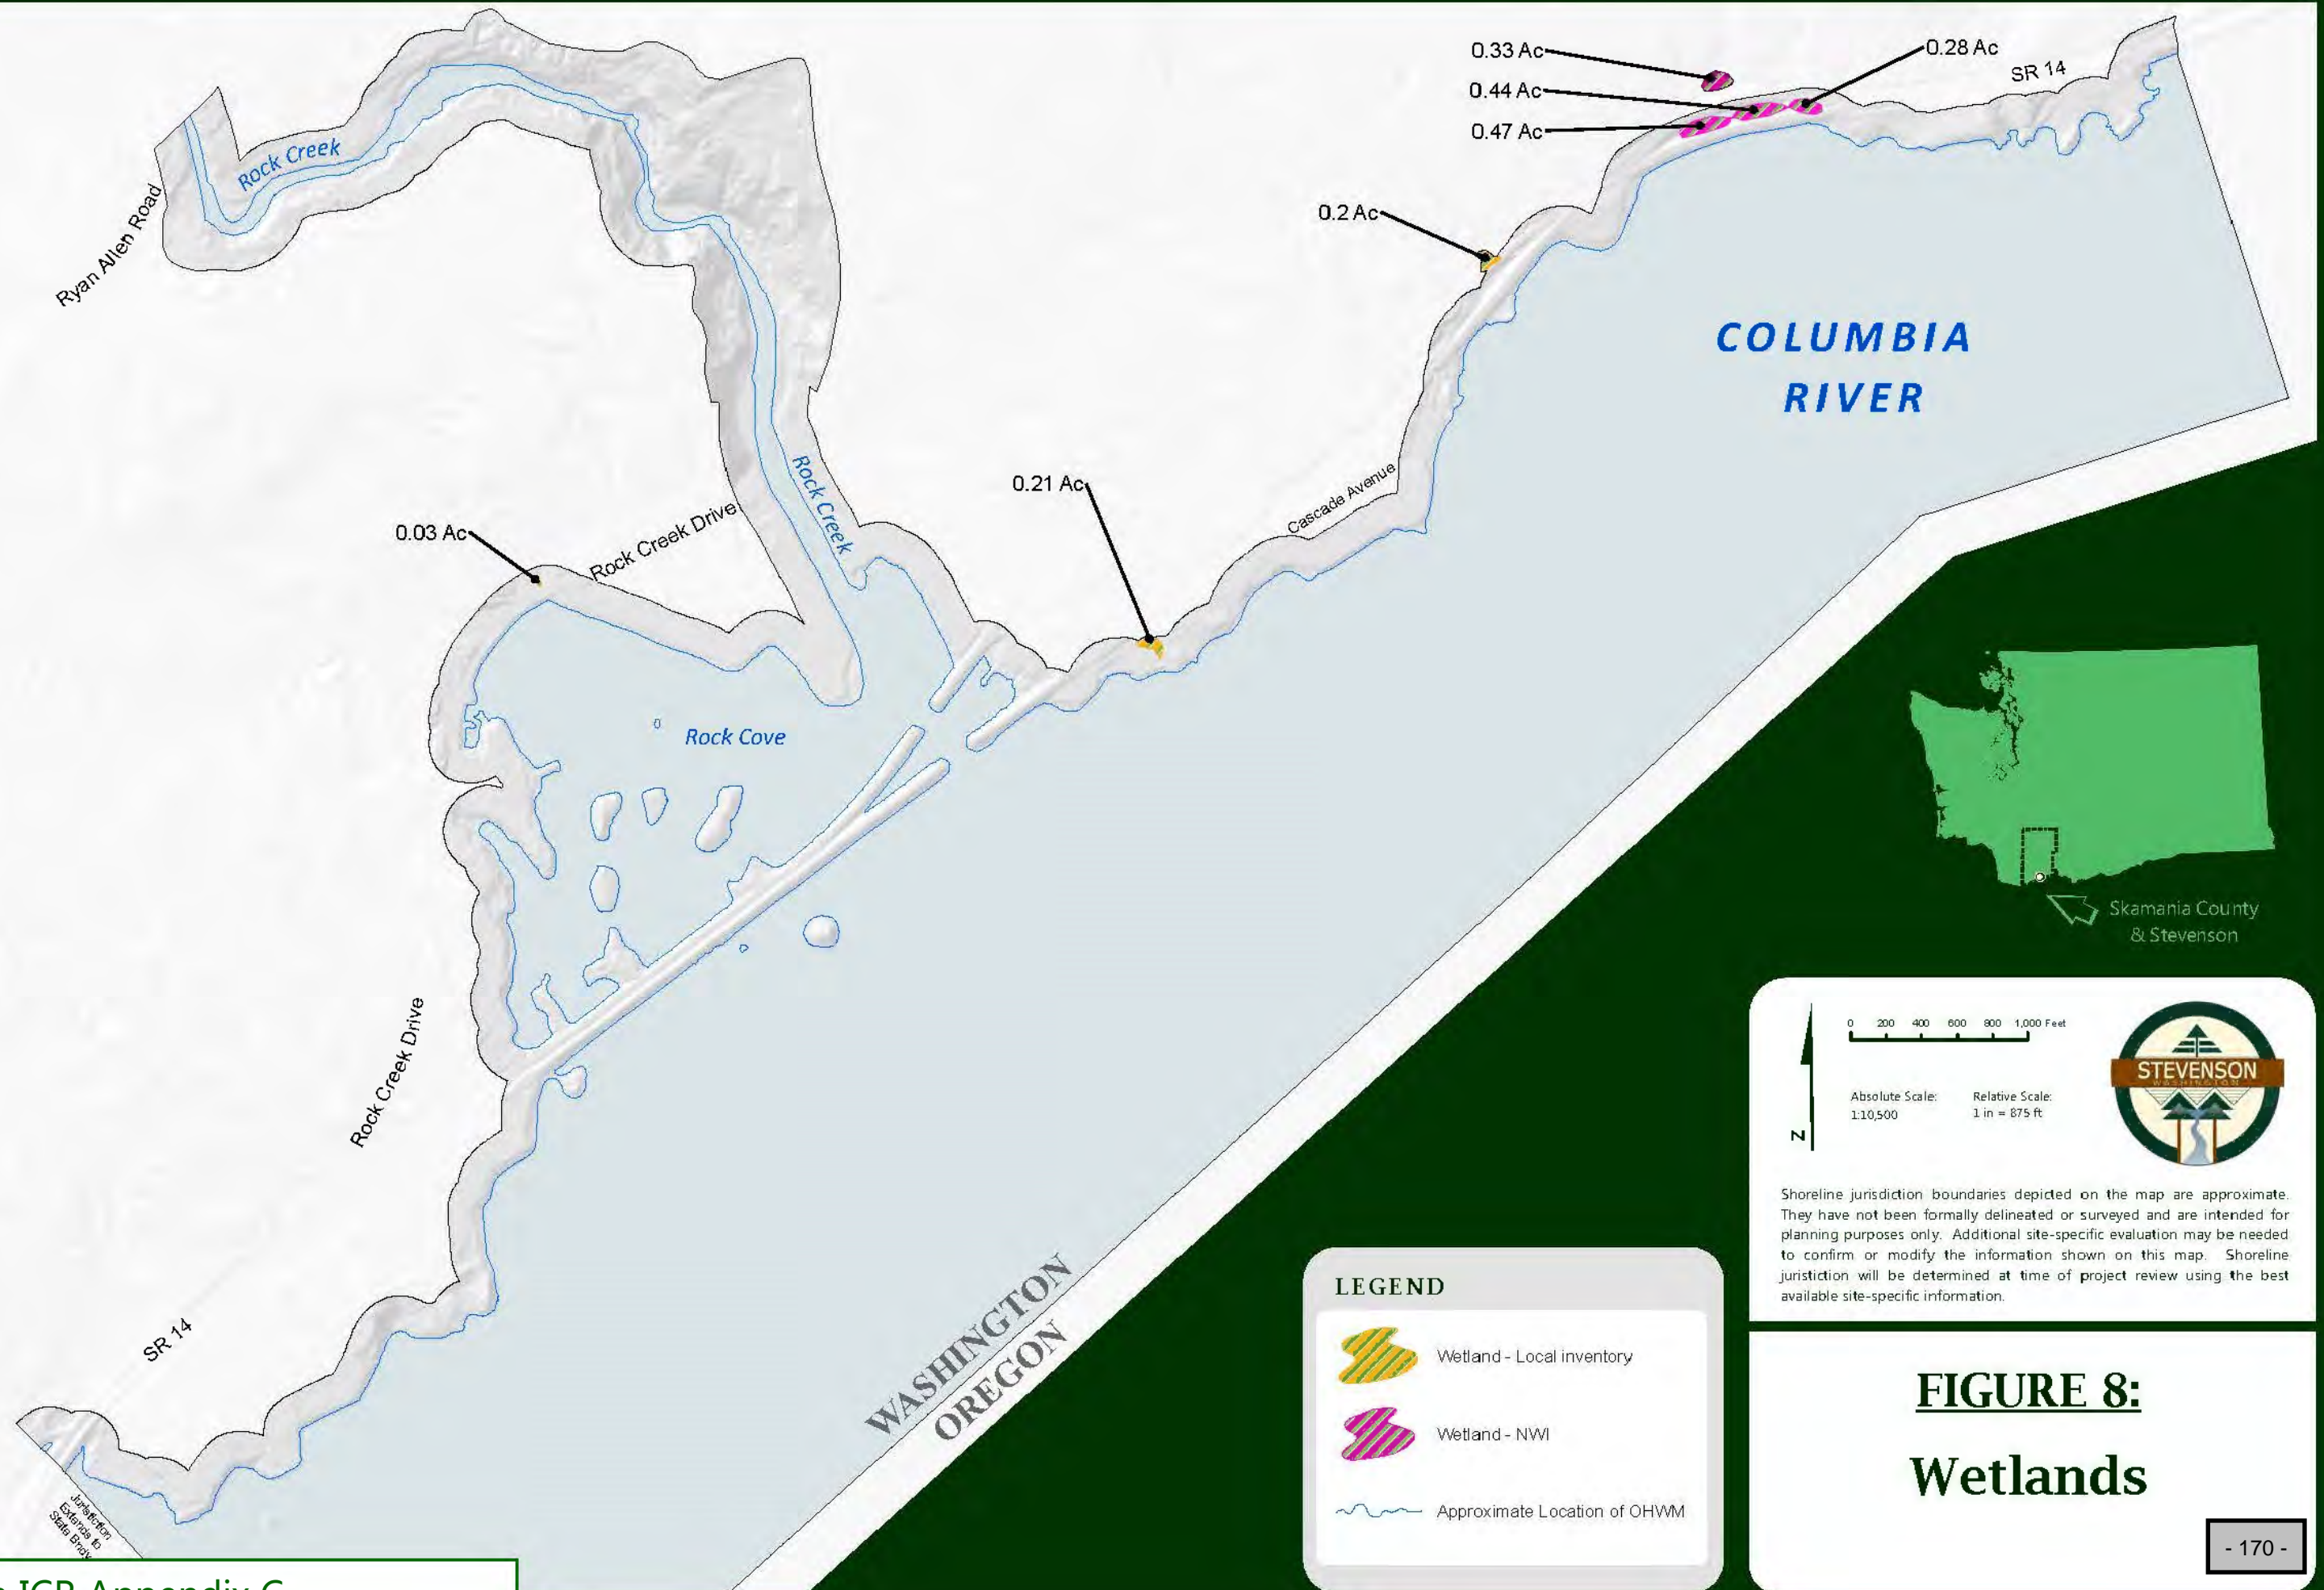 0.33 Ac
0.28 Ac
0.44 Ac
SR 14
0.47 Ac
Rock Creek
0.2 Ac
Ryan Allen Road
COLUMBIA
RIVER
Rock Creek
0.21 Ac
Cascade Avenue
0.03 Ac
Rock Creek Drive
Rock Cove
Rock Creek Drive
SR 14
Jurisdiction
Extends to
State Bndy
WASHINGTON
OREGON
Skamania County
& Stevenson
0 200 400 600 800 1,000 Feet
Absolute Scale:
1:10,500
Relative Scale:
1 in = 875 ft
N
STEVENSON
WASHINGTON
Shoreline jurisdiction boundaries depicted on the map are approximate.
They have not been formally delineated or surveyed and are intended for
planning purposes only. Additional site-specific evaluation may be needed
to confirm or modify the information shown on this map. Shoreline
juristiction will be determined at time of project review using the best
available site-specific information.
LEGEND
Wetland - Local inventory
Wetland - NWI
Approximate Location of OHWM
FIGURE 8:
Wetlands
- 170 -